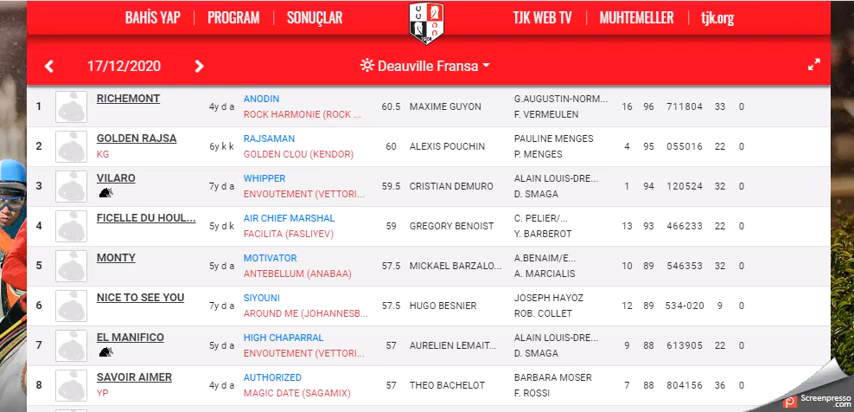 BAHİS YAP | PROGRAM | SONUÇLAR TJK WEB TV | MUHTEMELLER | tjk.org
17/12/2020 Deauville Fransa
1 RICHEMONT 4y d a ANODIN 60.5 MAXIME GUYON G.AUGUSTIN-NORM... 16 96 711804 33 0
ROCK HARMONIE (ROCK ... F. VERMEULEN
2 GOLDEN RAJSA 6y k k RAJSAMAN 60 ALEXIS POUCHIN PAULINE MENGES 4 95 055016 22 0
KG GOLDEN CLOU (KENDOR) P. MENGES
3 VILARO 7y d a WHIPPER 59.5 CRISTIAN DEMURO ALAIN LOUIS-DRE... 1 94 120524 32 0
ENVOUTEMENT (VETTORI... D. SMAGA
4 FICELLE DU HOUL... 5y d k AIR CHIEF MARSHAL 59 GREGORY BENOIST C. PELIER/... 13 93 466233 22 0
FACILITA (FASLIYEV) Y. BARBEROT
5 MONTY 5y d a MOTIVATOR 57.5 MICKAEL BARZALO... A.BENAIM/E... 10 89 546353 32 0
ANTEBELLUM (ANABAA) A. MARCIALIS
6 NICE TO SEE YOU 7y d a SIYOUNI 57.5 HUGO BESNIER JOSEPH HAYOZ 12 89 534-020 9 0
AROUND ME (JOHANNESB... ROB. COLLET
7 EL MANIFICO 5y d a HIGH CHAPARRAL 57 AURELIEN LEMAIT... ALAIN LOUIS-DRE... 9 88 613905 22 0
ENVOUTEMENT (VETTORI... D. SMAGA
8 SAVOIR AIMER 4y d a AUTHORIZED 57 THEO BACHELOT BARBARA MOSER 7 88 804156 36 0
YP MAGIC DATE (SAGAMIX) F. ROSSI
Screenpresso
.com